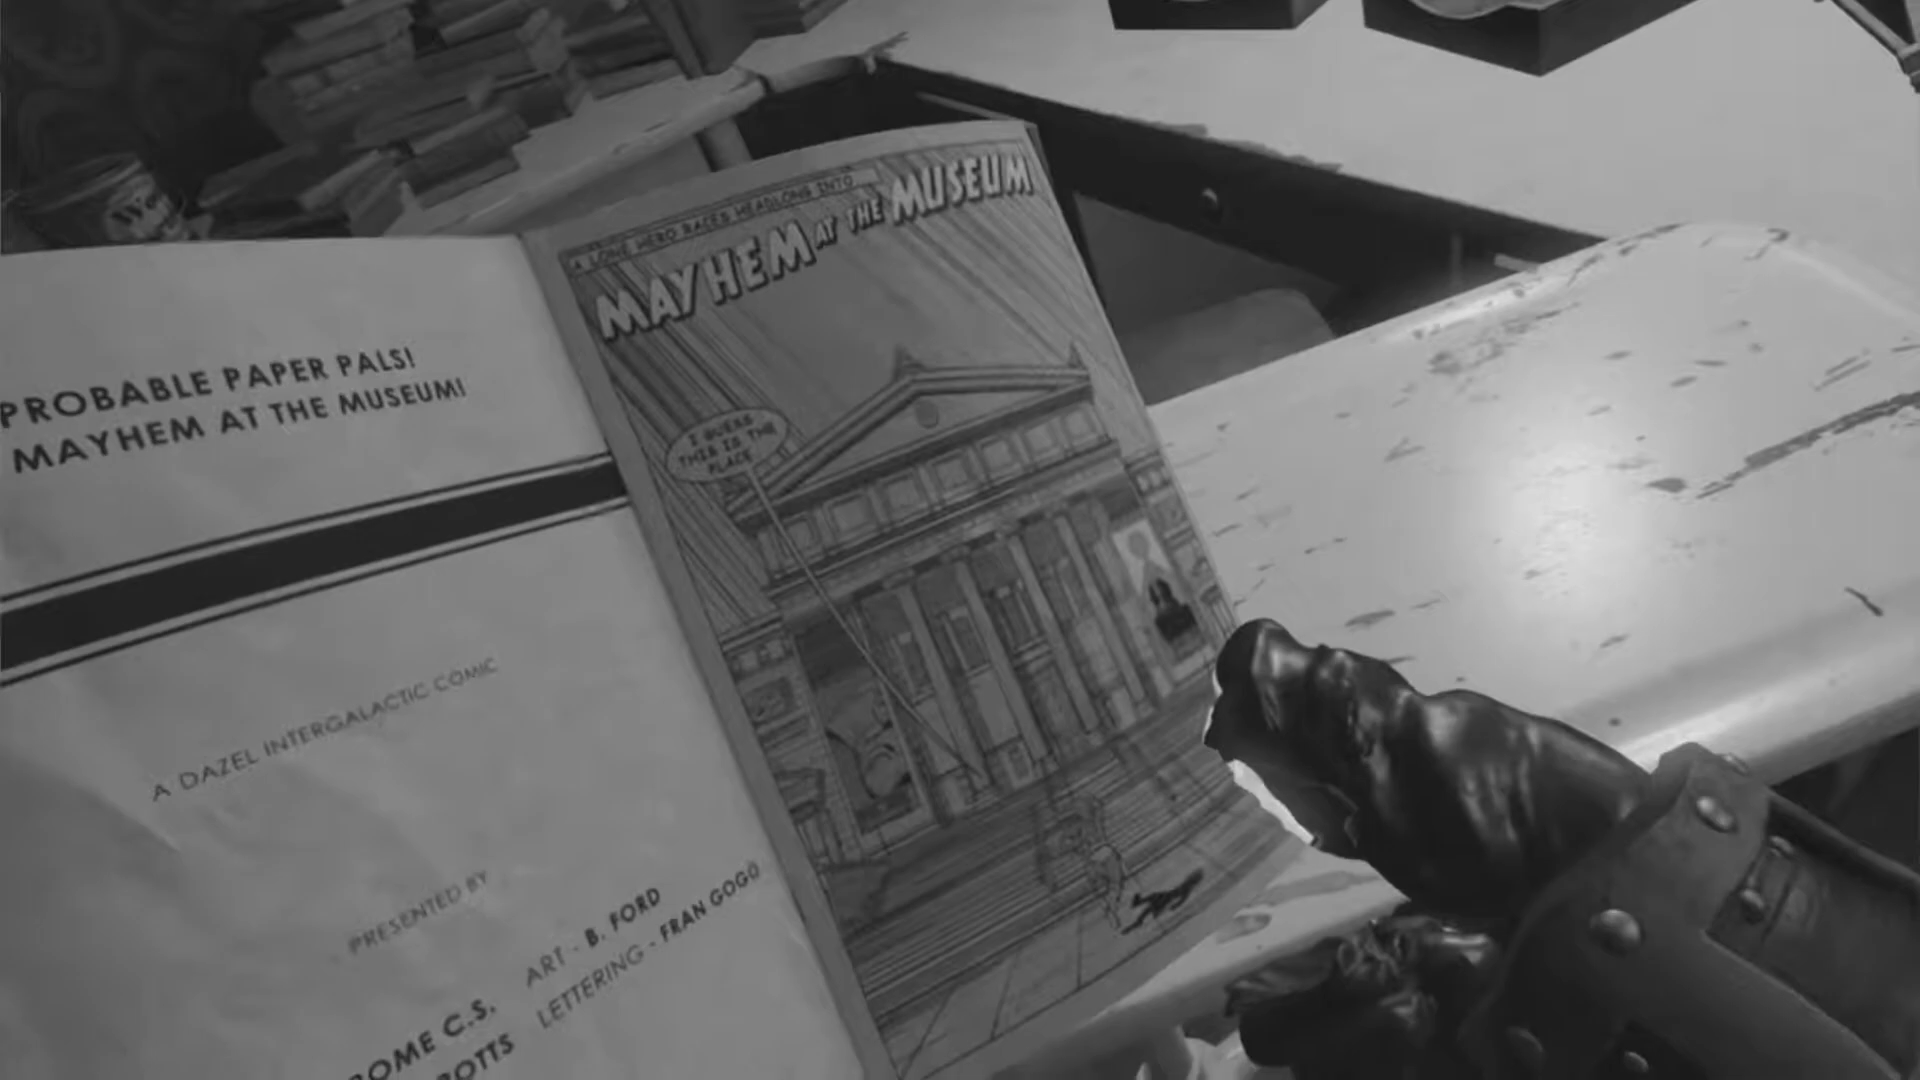 PROBABLE PAPER PALS!
MAYHEM AT THE MUSEUM!
A DAZEL INTERGALACTIC COMIC
PRESENTED BY
ROME C.S.
ART - B. FORD
LETTERING - FRAN GOGO
A LONE HERO RACES HEADLONG INTO
MAYHEM AT THE MUSEUM
I GUESS
THIS IS THE
PLACE